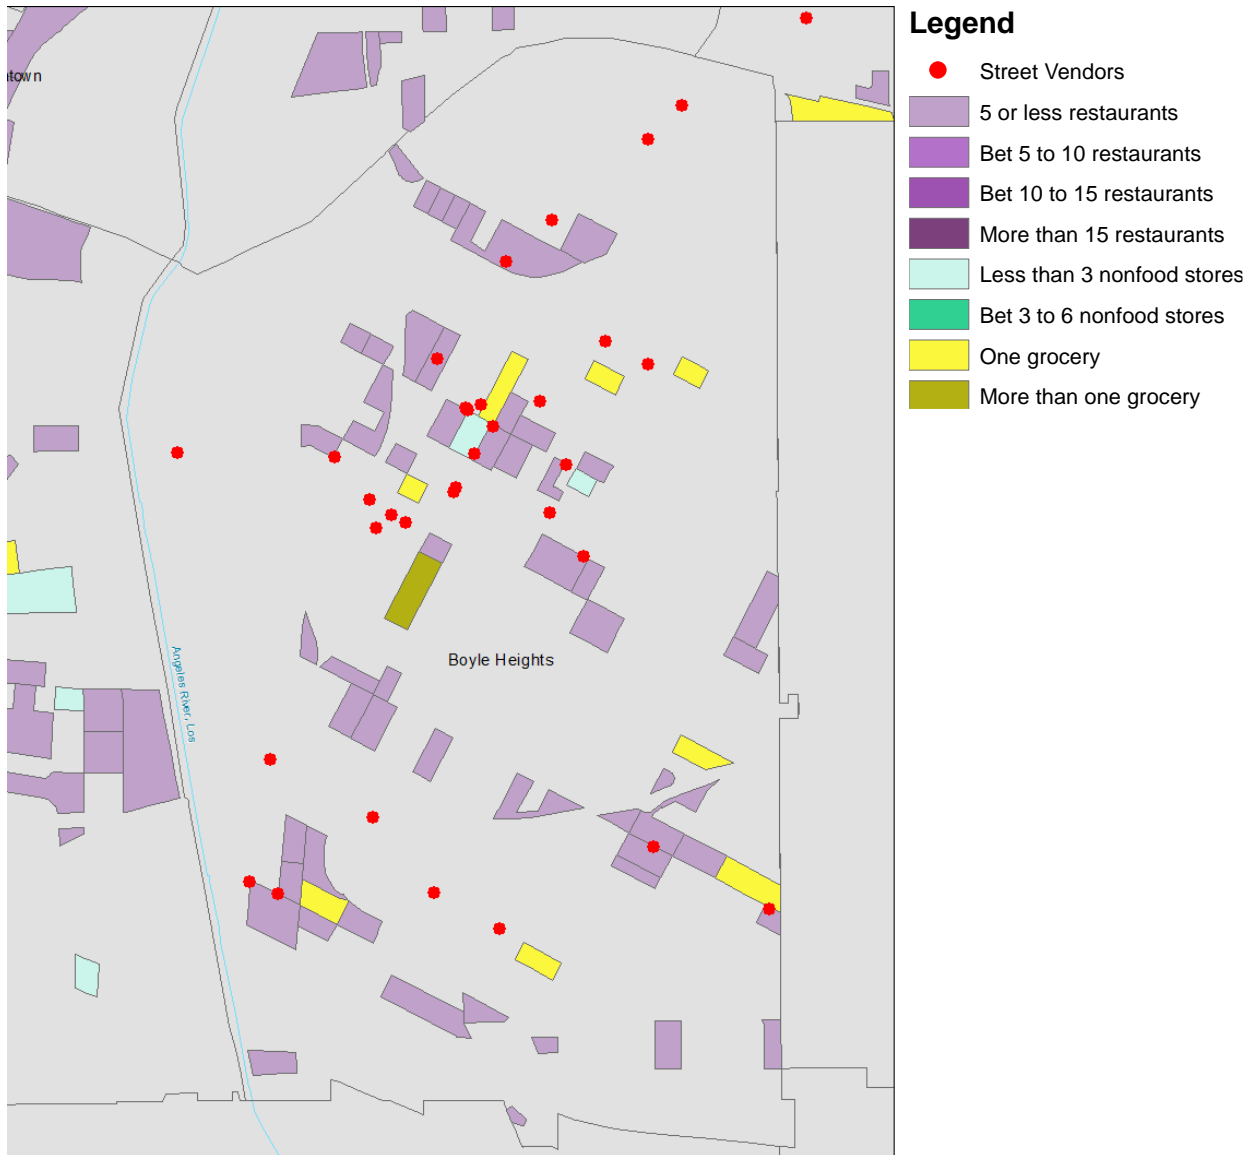 Legend
Street Vendors
5 or less restaurants
Bet 5 to 10 restaurants
Bet 10 to 15 restaurants
More than 15 restaurants
Less than 3 nonfood stores
Bet 3 to 6 nonfood stores
One grocery
More than one grocery
ntown
Boyle Heights
Angeles River, Los